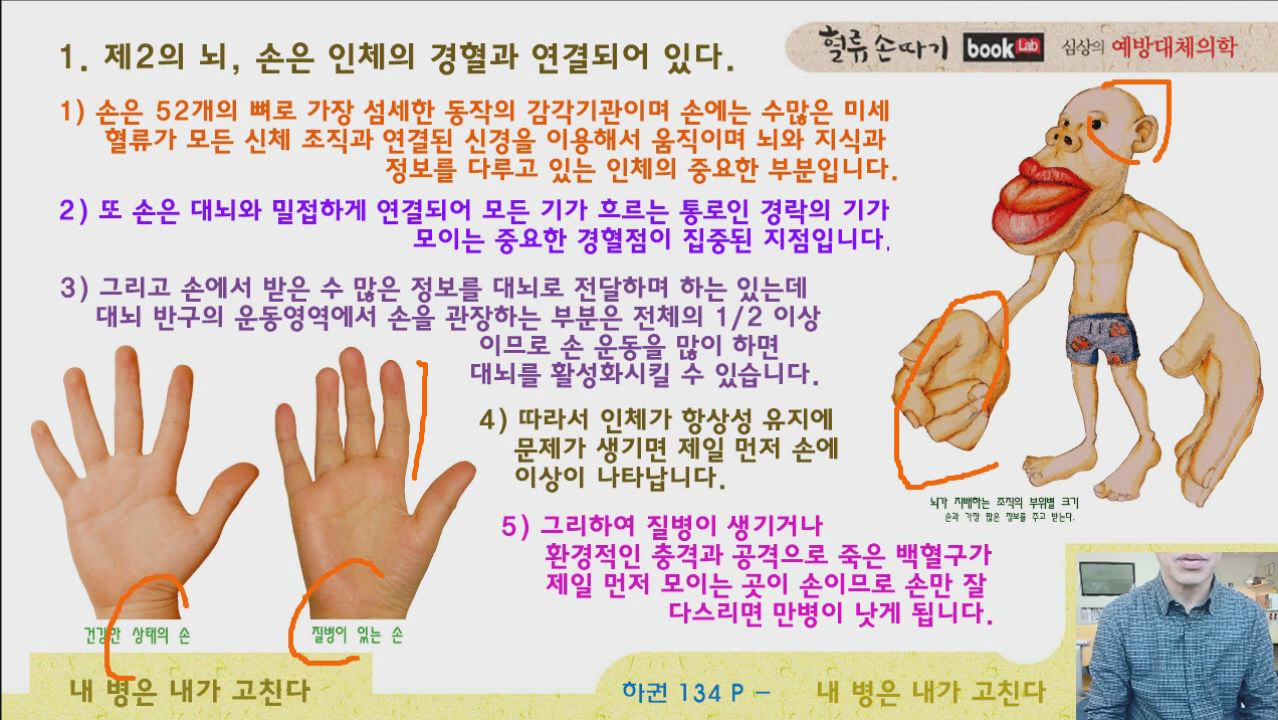 혈류 손따기 book Lab 심상의 예방대체의학
1. 제2의 뇌, 손은 인체의 경혈과 연결되어 있다.
1) 손은 52개의 뼈로 가장 섬세한 동작의 감각기관이며 손에는 수많은 미세
혈류가 모든 신체 조직과 연결된 신경을 이용해서 움직이며 뇌와 지식과
정보를 다루고 있는 인체의 중요한 부분입니다.
2) 또 손은 대뇌와 밀접하게 연결되어 모든 기가 흐르는 통로인 경락의 기가
모이는 중요한 경혈점이 집중된 지점입니다.
3) 그리고 손에서 받은 수 많은 정보를 대뇌로 전달하며 하는 있는데
대뇌 반구의 운동영역에서 손을 관장하는 부분은 전체의 1/2 이상
이므로 손 운동을 많이 하면
대뇌를 활성화시킬 수 있습니다.
4) 따라서 인체가 항상성 유지에
문제가 생기면 제일 먼저 손에
이상이 나타납니다.
뇌가 지배하는 조직의 부위별 크기
손과 가장 많은 정보를 주고 받는다.
5) 그리하여 질병이 생기거나
환경적인 충격과 공격으로 죽은 백혈구가
제일 먼저 모이는 곳이 손이므로 손만 잘
다스리면 만병이 낫게 됩니다.
건강한 상태의 손
질병이 있는 손
내 병은 내가 고친다
하권 134 P –
내 병은 내가 고친다